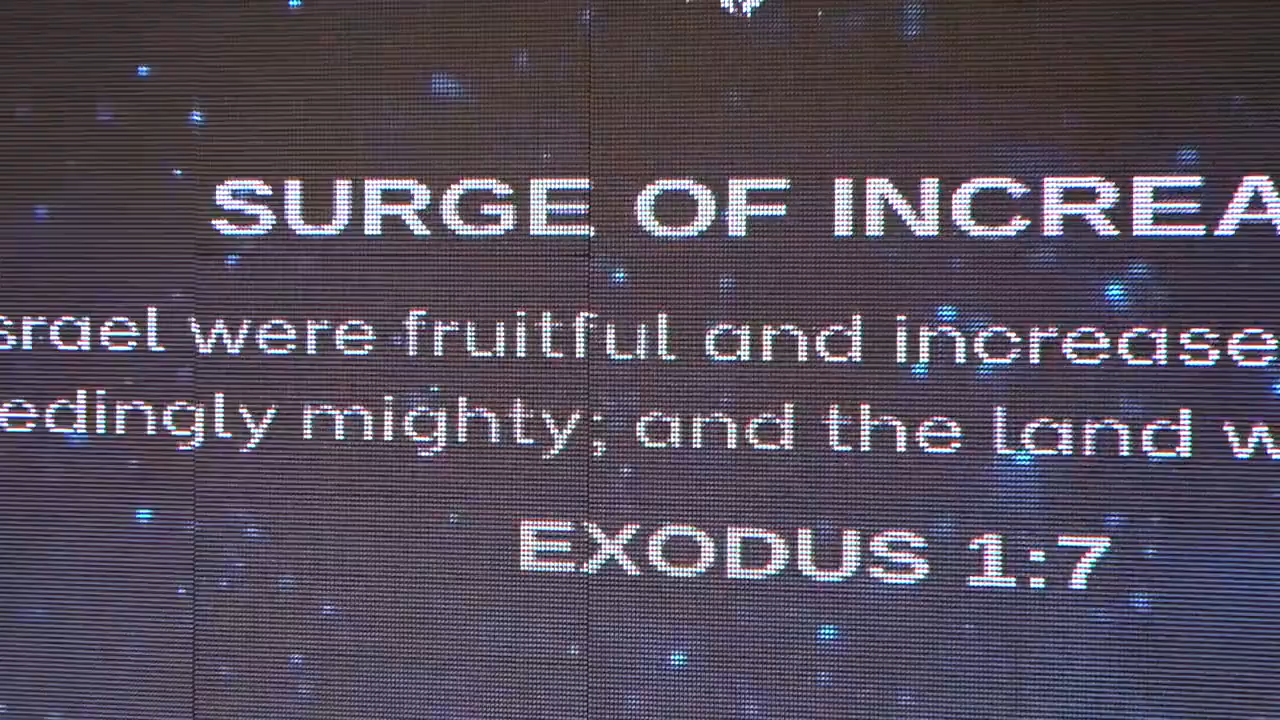 SURGE OF INCREA
srael were fruitful and increase
edingly mighty; and the land w
EXODUS 1:7